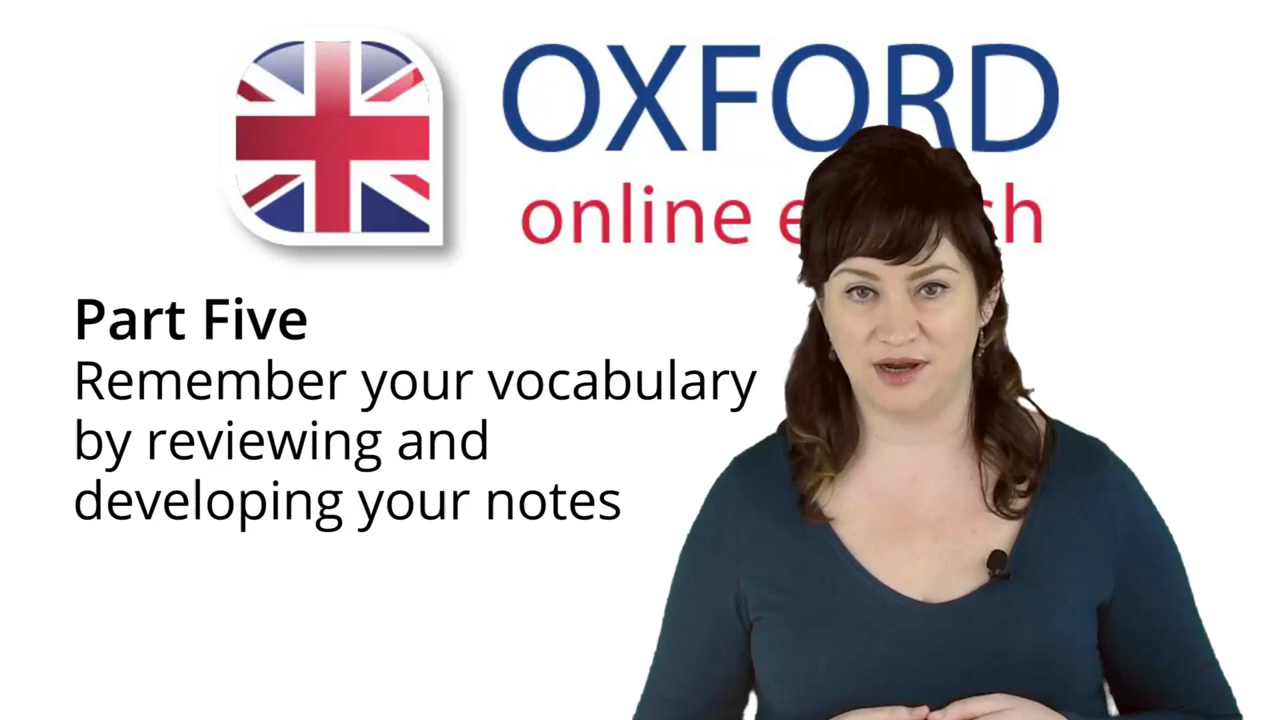 OXFORD
online
Part Five
Remember your vocabulary
by reviewing and
developing your notes